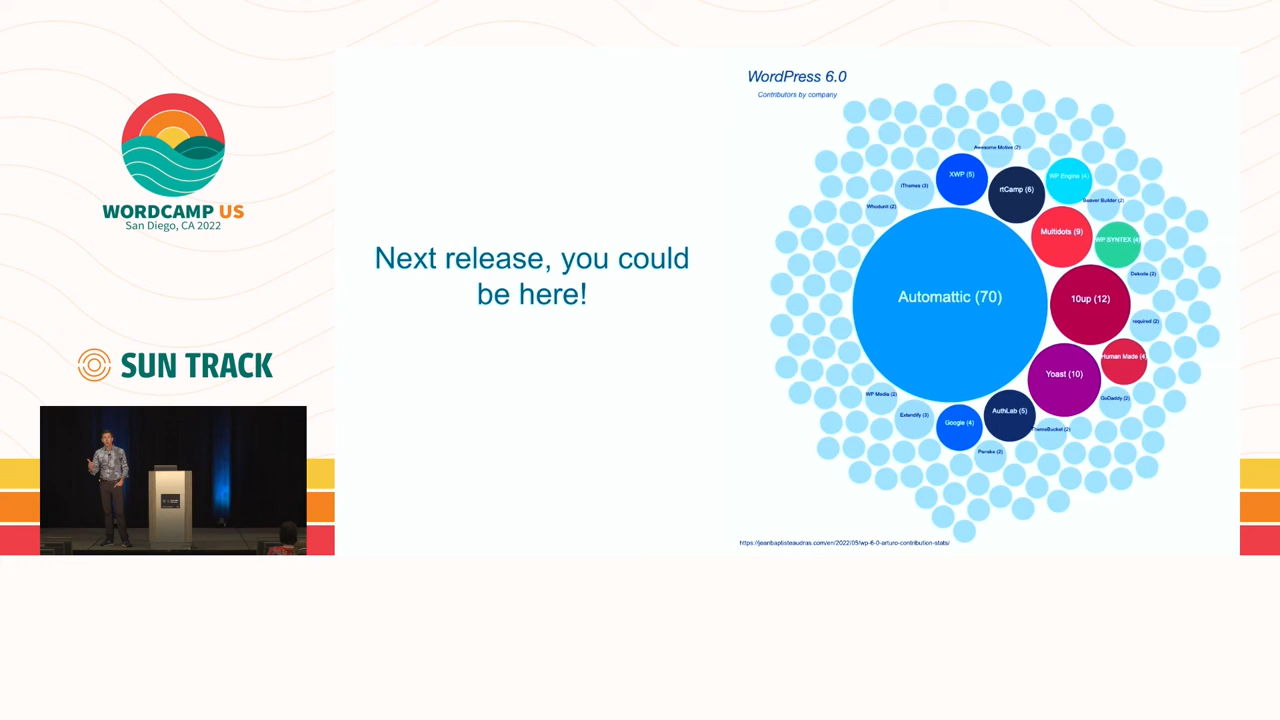 WORDCAMP US
San Diego, CA 2022
SUN TRACK
Next release, you could
be here!
WordPress 6.0
Contributors by company
Awesome Motive (2)
XWP (5)
iThemes (3)
rtCamp (6)
WP Engine (4)
Whodunit (2)
Beaver Builder (2)
Multidots (9)
WP SYNTEX (4)
Dekode (2)
Automattic (70)
10up (12)
required (2)
Human Made (4)
Yoast (10)
WP Media (2)
GoDaddy (2)
Extendify (3)
AuthLab (5)
Google (4)
ThemeBucket (2)
Penske (2)
https://jeanbaptisteaudras.com/en/2022/05/wp-6-0-arturo-contribution-stats/